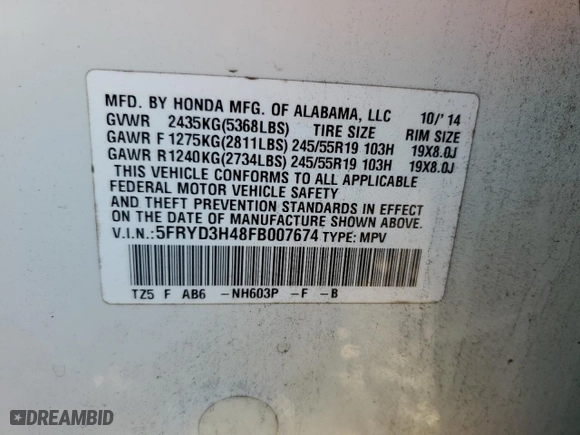 MFD. BY HONDA MFG. OF ALABAMA, LLC 10/'14
GVWR 2435KG(5368LBS) TIRE SIZE RIM SIZE
GAWR F 1275KG(2811LBS) 245/55R19 103H 19X8.0J
GAWR R 1240KG(2734LBS) 245/55R19 103H 19X8.0J
THIS VEHICLE CONFORMS TO ALL APPLICABLE
FEDERAL MOTOR VEHICLE SAFETY
AND THEFT PREVENTION STANDARDS IN EFFECT
ON THE DATE OF MANUFACTURE SHOWN ABOVE.
V.I.N.: 5FRYD3H48FB007674 TYPE: MPV
TZ5 F AB6 -NH603P -F -B
DREAMBID